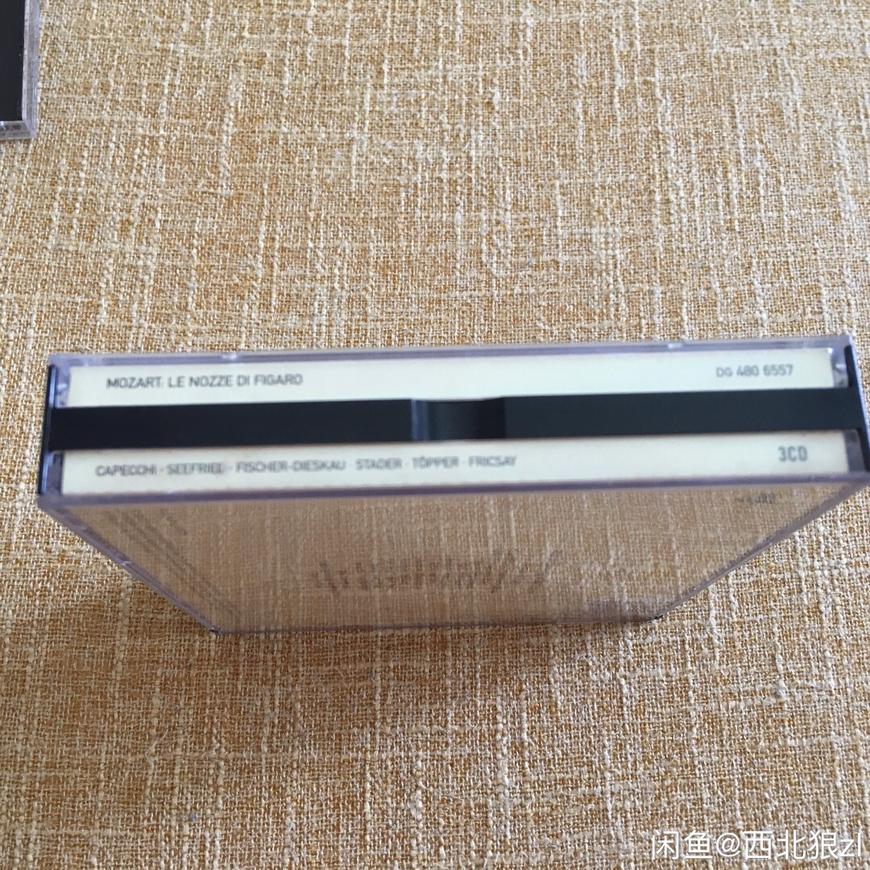 MOZART: LE NOZZE DI FIGARO
DG 480 6557
CAPECCHI · SEEFRIED · FISCHER-DIESKAU · STADER · TÖPPER · FRICSAY
3CD
闲鱼@西北狼zl